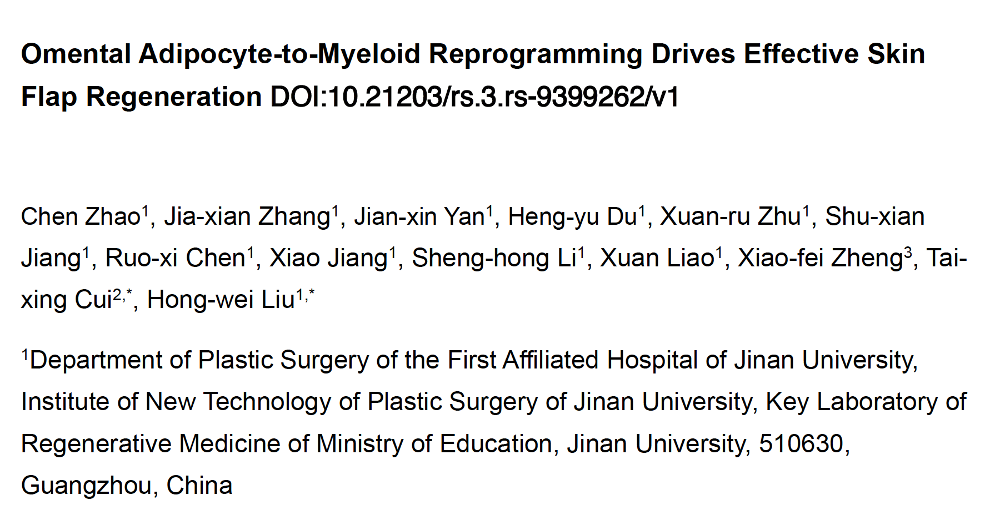 Omental Adipocyte-to-Myeloid Reprogramming Drives Effective Skin
Flap Regeneration DOI:10.21203/rs.3.rs-9399262/v1
Chen Zhao¹, Jia-xian Zhang¹, Jian-xin Yan¹, Heng-yu Du¹, Xuan-ru Zhu¹, Shu-xian
Jiang¹, Ruo-xi Chen¹, Xiao Jiang¹, Sheng-hong Li¹, Xuan Liao¹, Xiao-fei Zheng³, Tai-
xing Cui²,*, Hong-wei Liu¹,*
¹Department of Plastic Surgery of the First Affiliated Hospital of Jinan University,
Institute of New Technology of Plastic Surgery of Jinan University, Key Laboratory of
Regenerative Medicine of Ministry of Education, Jinan University, 510630,
Guangzhou, China